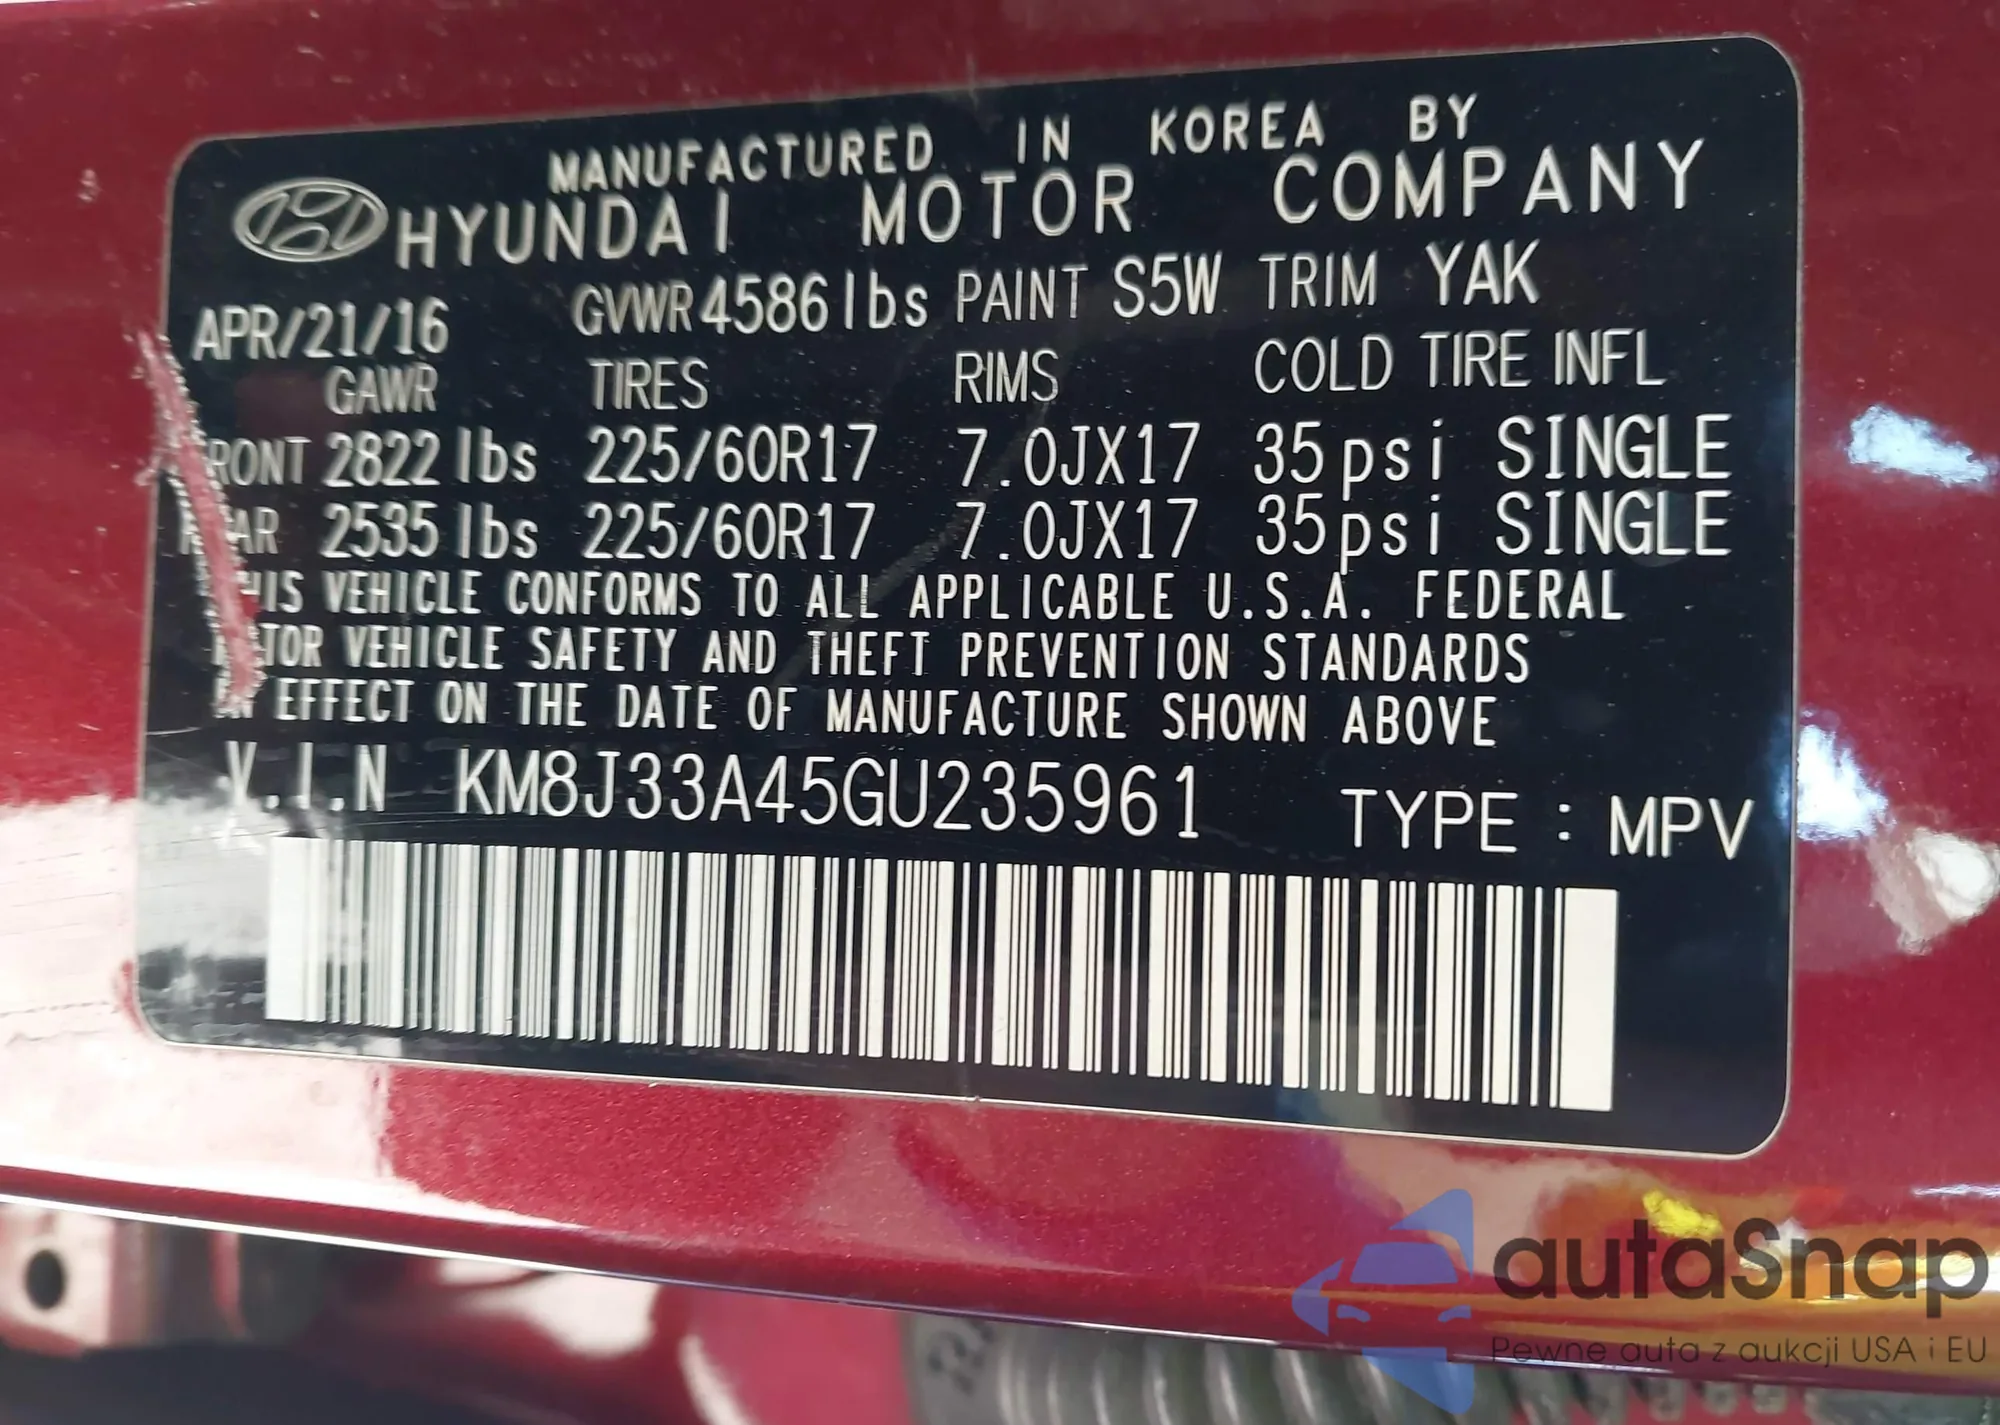 MANUFACTURED IN KOREA BY
HYUNDAI MOTOR COMPANY
APR/21/16 GVWR 4586 lbs PAINT S5W TRIM YAK
GAWR TIRES RIMS COLD TIRE INFL
RONT 2822 lbs 225/60R17 7.0JX17 35psi SINGLE
AR 2535 lbs 225/60R17 7.0JX17 35psi SINGLE
HIS VEHICLE CONFORMS TO ALL APPLICABLE U.S.A. FEDERAL
TOR VEHICLE SAFETY AND THEFT PREVENTION STANDARDS
EFFECT ON THE DATE OF MANUFACTURE SHOWN ABOVE
V.I.N KM8J33A45GU235961 TYPE : MPV
autaSnap
Pewne auta z aukcji USA i EU